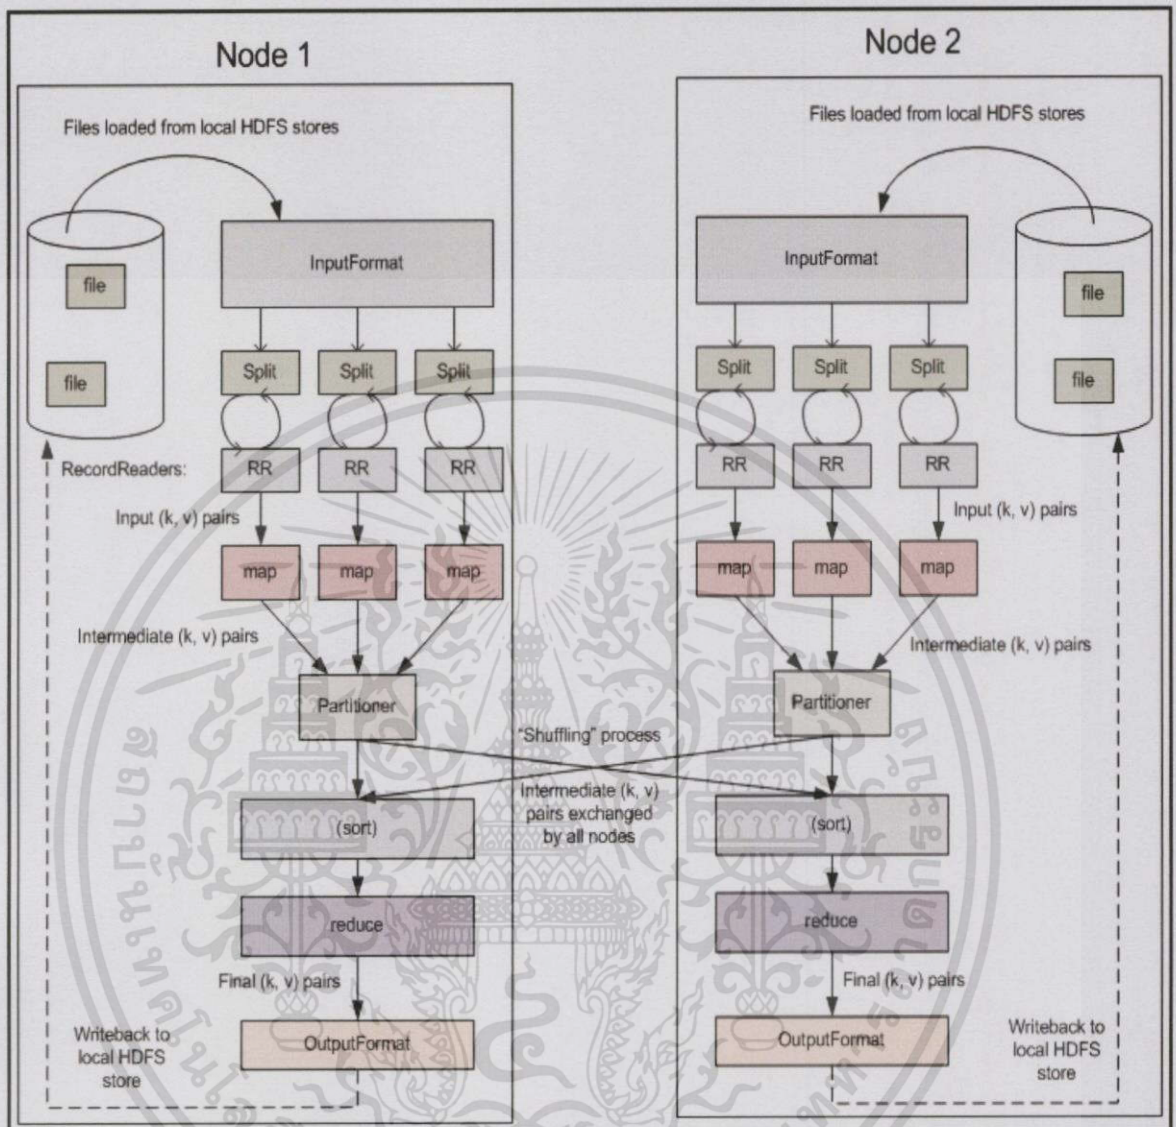 Node 1
Files loaded from local HDFS stores
file
file
InputFormat
Split
Split
Split
RecordReaders:
RR
RR
RR
Input (k, v) pairs
map
map
map
Intermediate (k, v) pairs
Partitioner
"Shuffling" process
Intermediate (k, v)
pairs exchanged
by all nodes
(sort)
reduce
Final (k, v) pairs
OutputFormat
Writeback to
local HDFS
store
Node 2
Files loaded from local HDFS stores
file
file
InputFormat
Split
Split
Split
RR
RR
RR
Input (k, v) pairs
map
map
map
Intermediate (k, v) pairs
Partitioner
(sort)
reduce
Final (k, v) pairs
OutputFormat
Writeback to
local HDFS
store